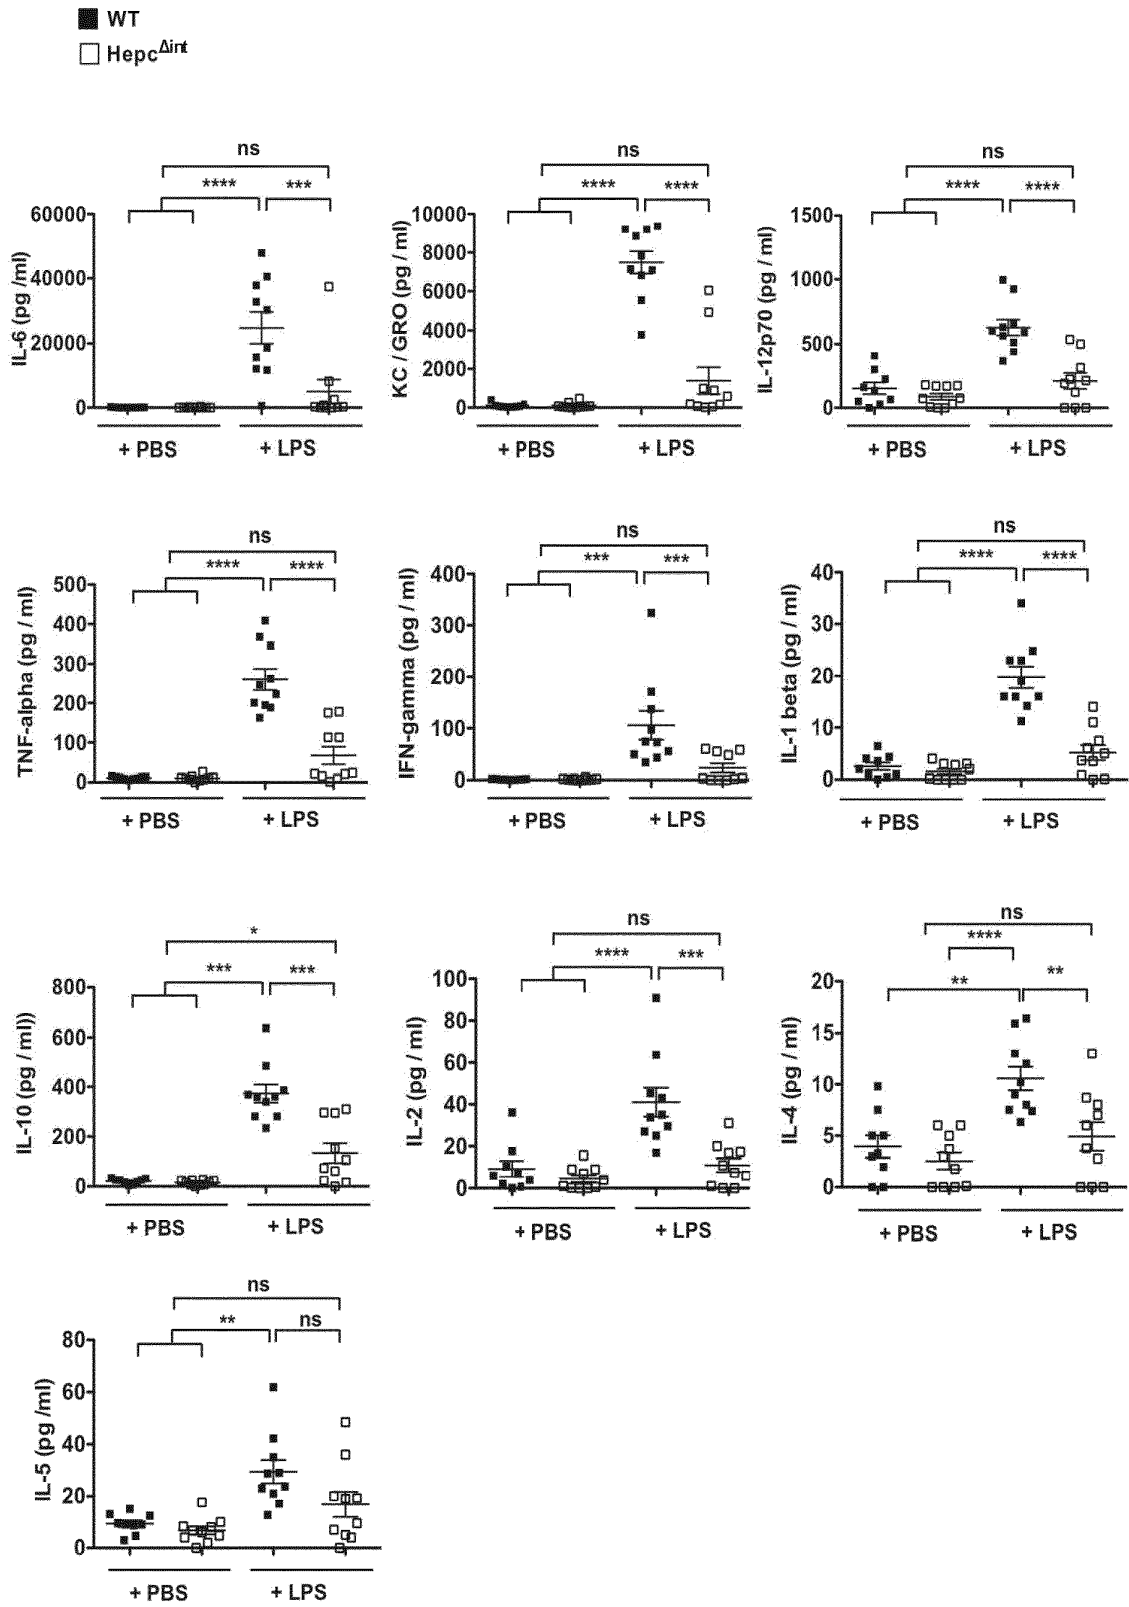 WT
Hepc^Δint
ns
**** ***
IL-6 (pg /ml)
60000
40000
20000
0
+ PBS + LPS
ns
**** ****
KC / GRO (pg / ml)
10000
8000
6000
4000
2000
0
+ PBS + LPS
ns
**** ****
IL-12p70 (pg / ml)
1500
1000
500
0
+ PBS + LPS
ns
**** ****
TNF-alpha (pg / ml)
500
400
300
200
100
0
+ PBS + LPS
ns
*** ***
IFN-gamma (pg / ml)
400
300
200
100
0
+ PBS + LPS
ns
**** ****
IL-1 beta (pg / ml)
40
30
20
10
0
+ PBS + LPS
*
*** ***
IL-10 (pg / ml))
800
600
400
200
0
+ PBS + LPS
ns
**** ***
IL-2 (pg / ml)
100
80
60
40
20
0
+ PBS + LPS
ns
****
** **
IL-4 (pg / ml)
20
15
10
5
0
+ PBS + LPS
ns
** ns
IL-5 (pg /ml)
80
60
40
20
0
+ PBS + LPS